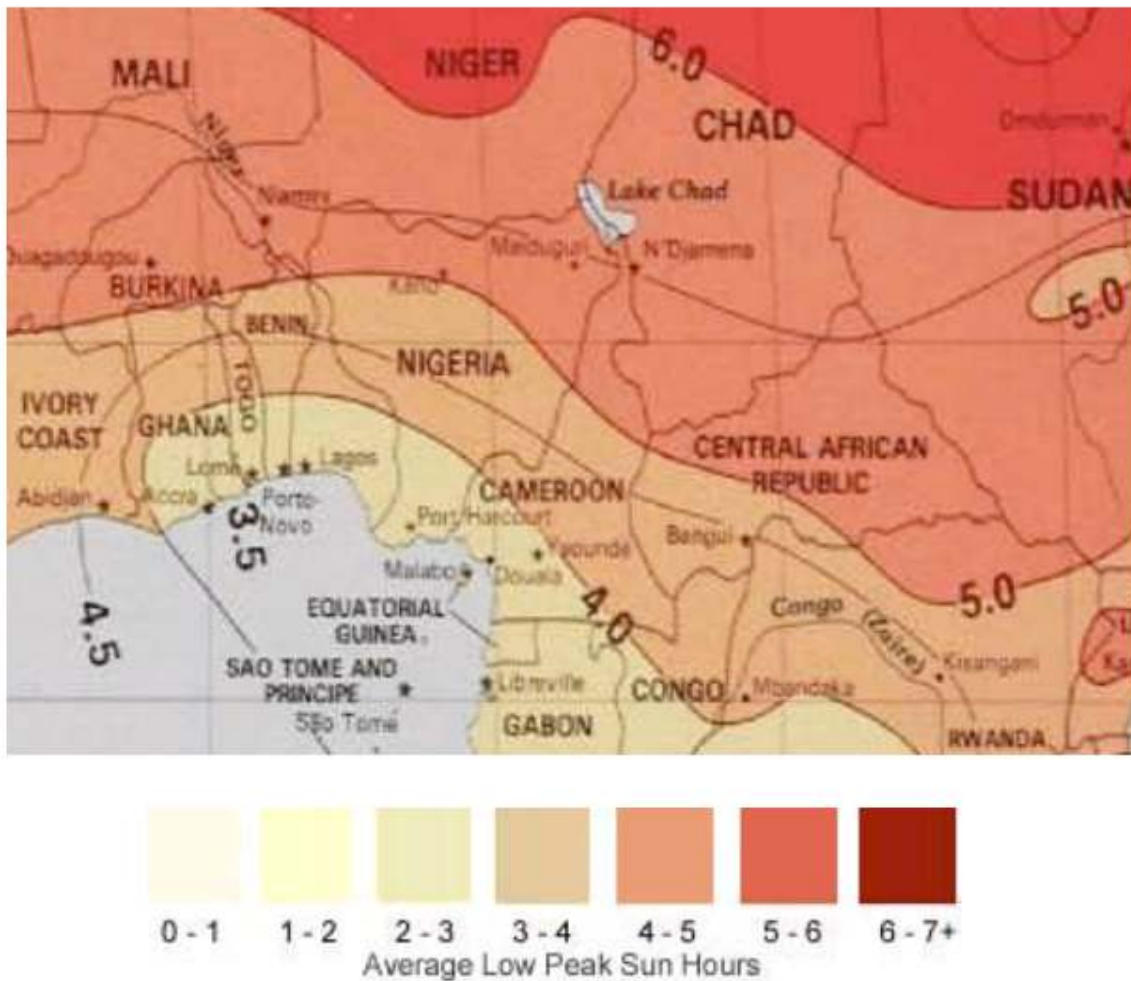 MALI
NIGER
6.0
CHAD
Omdurman
Niger
Niamey
Lake Chad
SUDAN
Ouagadougou
Maiduguri
N'Djamena
BURKINA
Kano
5.0
BENIN
NIGERIA
TOGO
IVORY
COAST
GHANA
CENTRAL AFRICAN
REPUBLIC
Lome
Lagos
CAMEROON
Abidjan
Accra
Porto-
Novo
3.5
Port Harcourt
Bangui
Yaounde
Malabo
Douala
4.5
EQUATORIAL
GUINEA
4.0
Congo
(Zaire)
5.0
SAO TOME AND
PRINCIPE
Libreville
CONGO
Mbandaka
Kisangani
São Tomé
GABON
RWANDA
0 - 1
1 - 2
2 - 3
3 - 4
4 - 5
5 - 6
6 - 7+
Average Low Peak Sun Hours